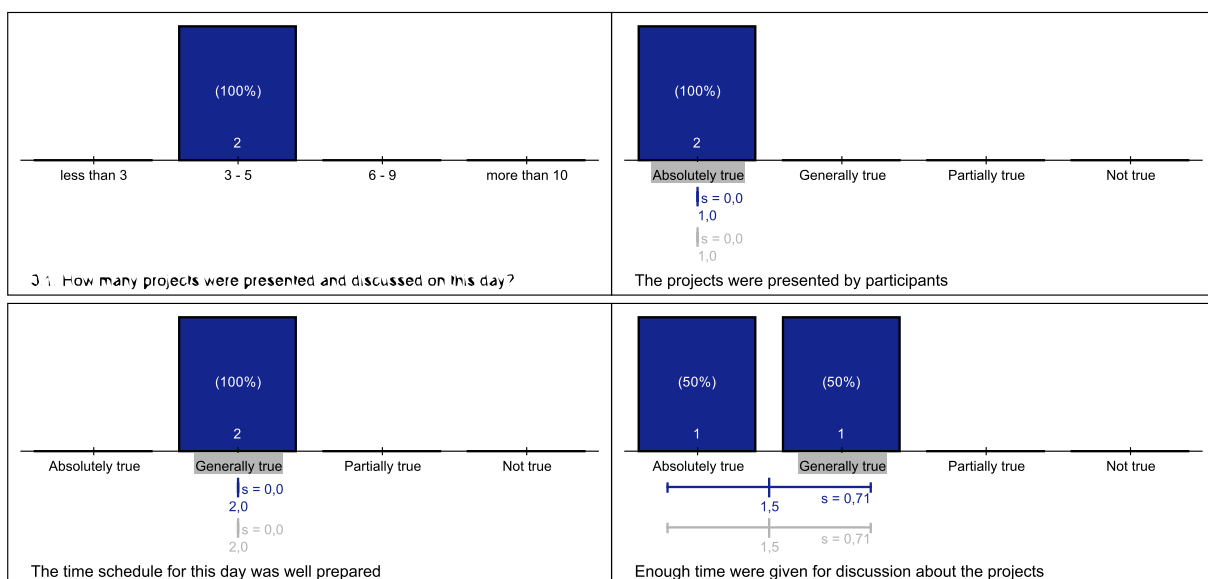 (100%)
2
less than 3
3 - 5
6 - 9
more than 10
3.1. How many projects were presented and discussed on this day?
(100%)
2
Absolutely true
Generally true
Partially true
Not true
s = 0,0
1,0
s = 0,0
1,0
The projects were presented by participants
(100%)
2
Absolutely true
Generally true
Partially true
Not true
s = 0,0
2,0
s = 0,0
2,0
The time schedule for this day was well prepared
(50%)
(50%)
1
1
Absolutely true
Generally true
Partially true
Not true
s = 0,71
1,5
s = 0,71
1,5
Enough time were given for discussion about the projects